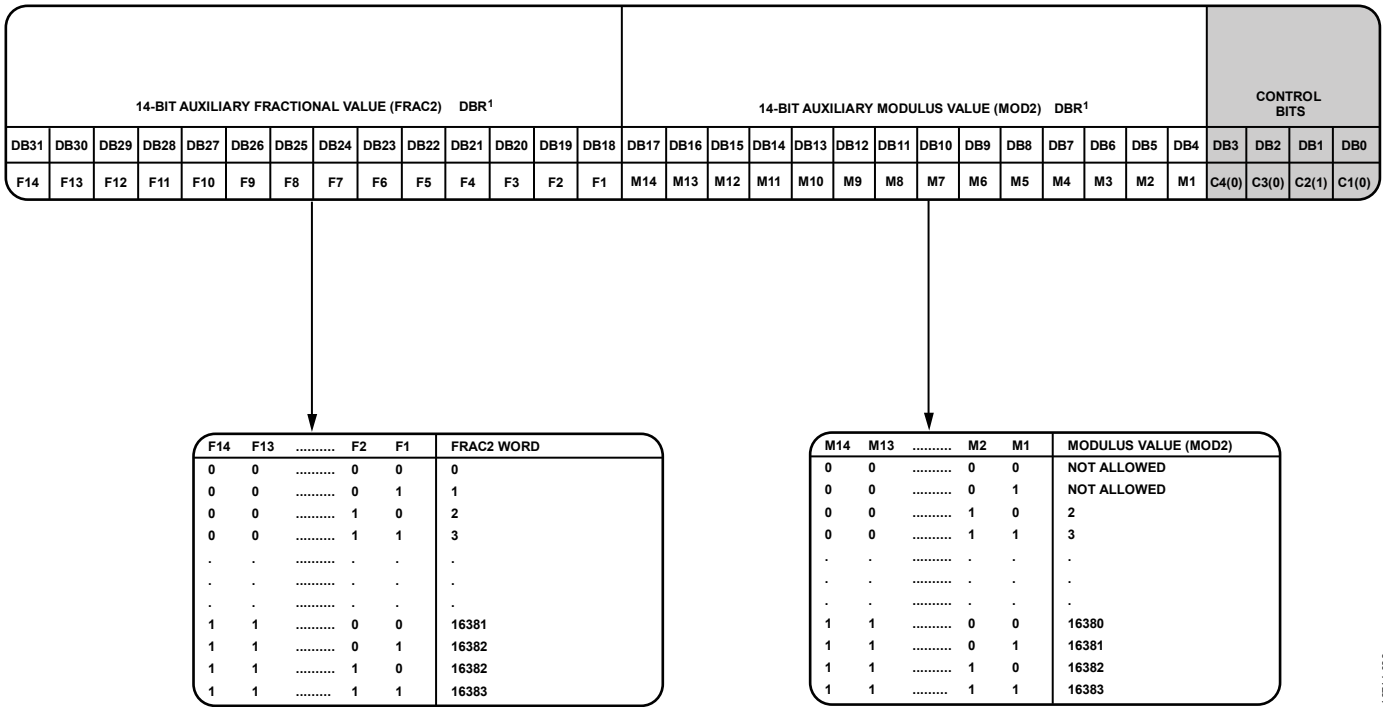 14-BIT AUXILIARY FRACTIONAL VALUE (FRAC2) DBR1 14-BIT AUXILIARY MODULUS VALUE (MOD2) DBR1 CONTROL
BITS
DB31 DB30 DB29 DB28 DB27 DB26 DB25 DB24 DB23 DB22 DB21 DB20 DB19 DB18 DB17 DB16 DB15 DB14 DB13 DB12 DB11 DB10 DB9 DB8 DB7 DB6 DB5 DB4 DB3 DB2 DB1 DB0
F14 F13 F12 F11 F10 F9 F8 F7 F6 F5 F4 F3 F2 F1 M14 M13 M12 M11 M10 M9 M8 M7 M6 M5 M4 M3 M2 M1 C4(0) C3(0) C2(1) C1(0)
F14 F13 .......... F2 F1 FRAC2 WORD
0 0 .......... 0 0 0
0 0 .......... 0 1 1
0 0 .......... 1 0 2
0 0 .......... 1 1 3
. . .......... . . .
. . .......... . . .
. . .......... . . .
1 1 .......... 0 0 16381
1 1 .......... 0 1 16382
1 1 .......... 1 0 16382
1 1 ......... 1 1 16383
M14 M13 .......... M2 M1 MODULUS VALUE (MOD2)
0 0 .......... 0 0 NOT ALLOWED
0 0 .......... 0 1 NOT ALLOWED
0 0 .......... 1 0 2
0 0 .......... 1 1 3
. . .......... . . .
. . .......... . . .
. . .......... . . .
1 1 .......... 0 0 16380
1 1 .......... 0 1 16381
1 1 .......... 1 0 16382
1 1 ......... 1 1 16383